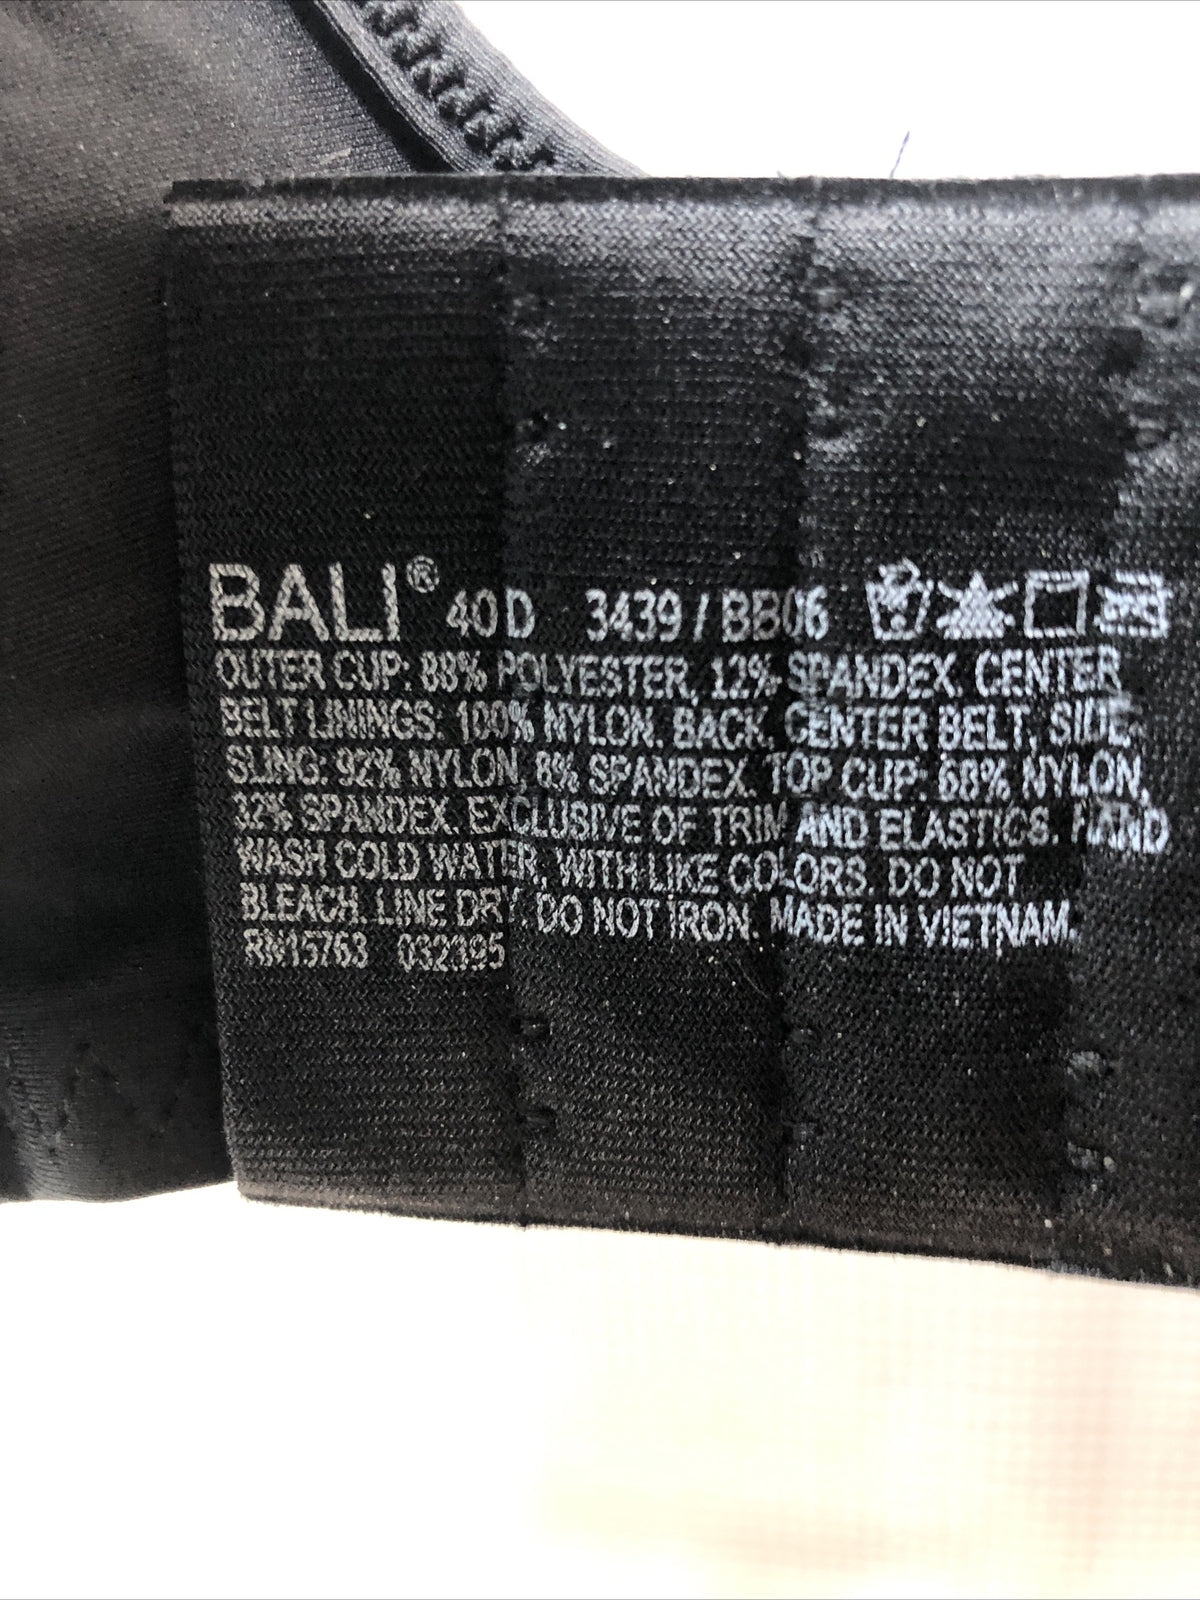 BALI® 40D 3439 / BB06
OUTER CUP: 88% POLYESTER, 12% SPANDEX. CENTER
BELT LININGS: 100% NYLON. BACK, CENTER BELT, SIDE
SLING: 92% NYLON, 8% SPANDEX. TOP CUP: 68% NYLON,
32% SPANDEX. EXCLUSIVE OF TRIM AND ELASTICS. HAND
WASH COLD WATER, WITH LIKE COLORS. DO NOT
BLEACH. LINE DRY. DO NOT IRON. MADE IN VIETNAM.
RN15763 032395